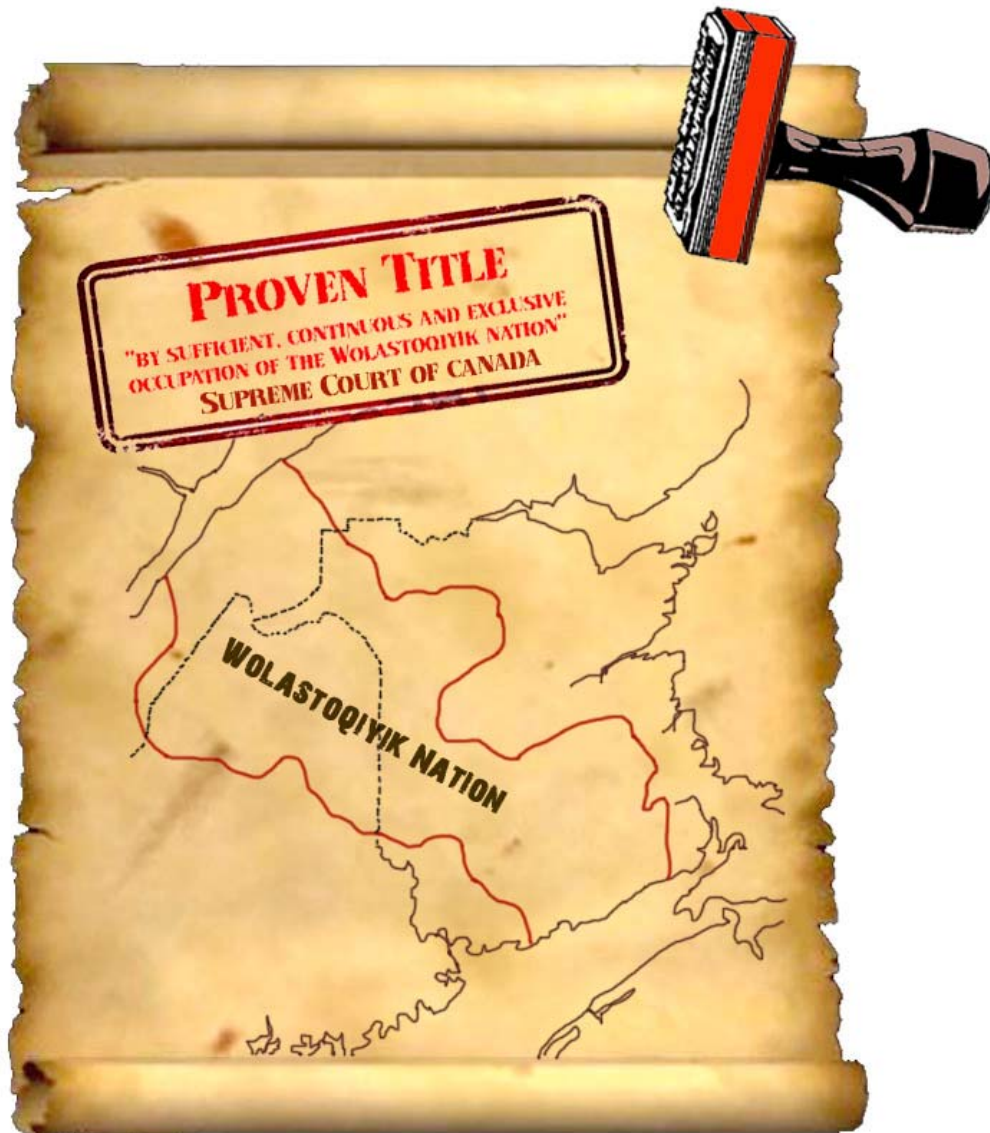 PROVEN TITLE
"BY SUFFICIENT, CONTINUOUS AND EXCLUSIVE
OCCUPATION OF THE WOLASTOQIYIK NATION"
SUPREME COURT OF CANADA
WOLASTOQIYIK NATION